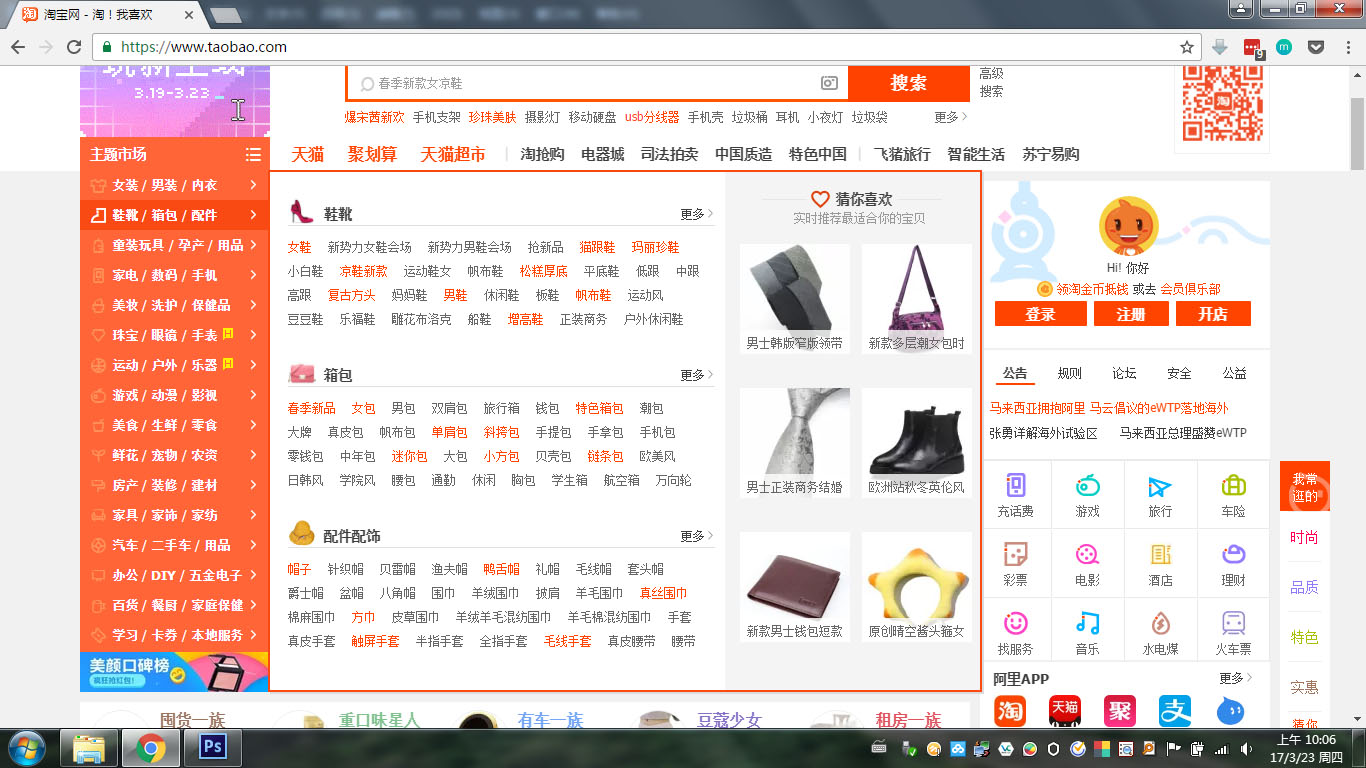 淘宝网 - 淘！我喜欢
https://www.taobao.com
9
m
3.19-3.23
春季新款女凉鞋
搜索
高级
搜索
爆宋茜新欢 手机支架 珍珠美肤 摄影灯 移动硬盘 usb分线器 手机壳 垃圾桶 耳机 小夜灯 垃圾袋 更多
淘
主题市场
天猫 聚划算 天猫超市 淘抢购 电器城 司法拍卖 中国质造 特色中国 飞猪旅行 智能生活 苏宁易购
女装 / 男装 / 内衣
鞋靴 / 箱包 / 配件
童装玩具 / 孕产 / 用品
家电 / 数码 / 手机
美妆 / 洗护 / 保健品
珠宝 / 眼镜 / 手表 H
运动 / 户外 / 乐器 H
游戏 / 动漫 / 影视
美食 / 生鲜 / 零食
鲜花 / 宠物 / 农资
房产 / 装修 / 建材
家具 / 家饰 / 家纺
汽车 / 二手车 / 用品
办公 / DIY / 五金电子
百货 / 餐厨 / 家庭保健
学习 / 卡券 / 本地服务
美颜口碑榜
疯狂抢红包!
鞋靴 更多
女鞋 新势力女鞋会场 新势力男鞋会场 抢新品 猫跟鞋 玛丽珍鞋
小白鞋 凉鞋新款 运动鞋女 帆布鞋 松糕厚底 平底鞋 低跟 中跟
高跟 复古方头 妈妈鞋 男鞋 休闲鞋 板鞋 帆布鞋 运动风
豆豆鞋 乐福鞋 雕花布洛克 船鞋 增高鞋 正装商务 户外休闲鞋
箱包 更多
春季新品 女包 男包 双肩包 旅行箱 钱包 特色箱包 潮包
大牌 真皮包 帆布包 单肩包 斜挎包 手提包 手拿包 手机包
零钱包 中年包 迷你包 大包 小方包 贝壳包 链条包 欧美风
日韩风 学院风 腰包 通勤 休闲 胸包 学生箱 航空箱 万向轮
配件配饰 更多
帽子 针织帽 贝雷帽 渔夫帽 鸭舌帽 礼帽 毛线帽 套头帽
爵士帽 盆帽 八角帽 围巾 羊绒围巾 披肩 羊毛围巾 真丝围巾
棉麻围巾 方巾 皮草围巾 羊绒羊毛混纺围巾 羊毛棉混纺围巾 手套
真皮手套 触屏手套 半指手套 全指手套 毛线手套 真皮腰带 腰带
猜你喜欢
实时推荐最适合你的宝贝
男士韩版窄版领带 新款多层潮女包时
男士正装商务结婚 欧洲站秋冬英伦风
新款男士钱包短款 原创晴空酱头箍女
Hi! 你好
领淘金币抵钱 或去 会员俱乐部
登录 注册 开店
公告 规则 论坛 安全 公益
马来西亚拥抱阿里 马云倡议的eWTP落地海外
张勇详解海外试验区 马来西亚总理盛赞eWTP
充话费 游戏 旅行 车险
彩票 电影 酒店 理财
找服务 音乐 水电煤 火车票
阿里APP 更多
淘 天猫 聚 支
我常
逛的
时尚
品质
特色
实惠
猜你
囤货一族 重口味星人 有车一族 豆蔻少女 租房一族
Ps
上午 10:06
17/3/23 周四